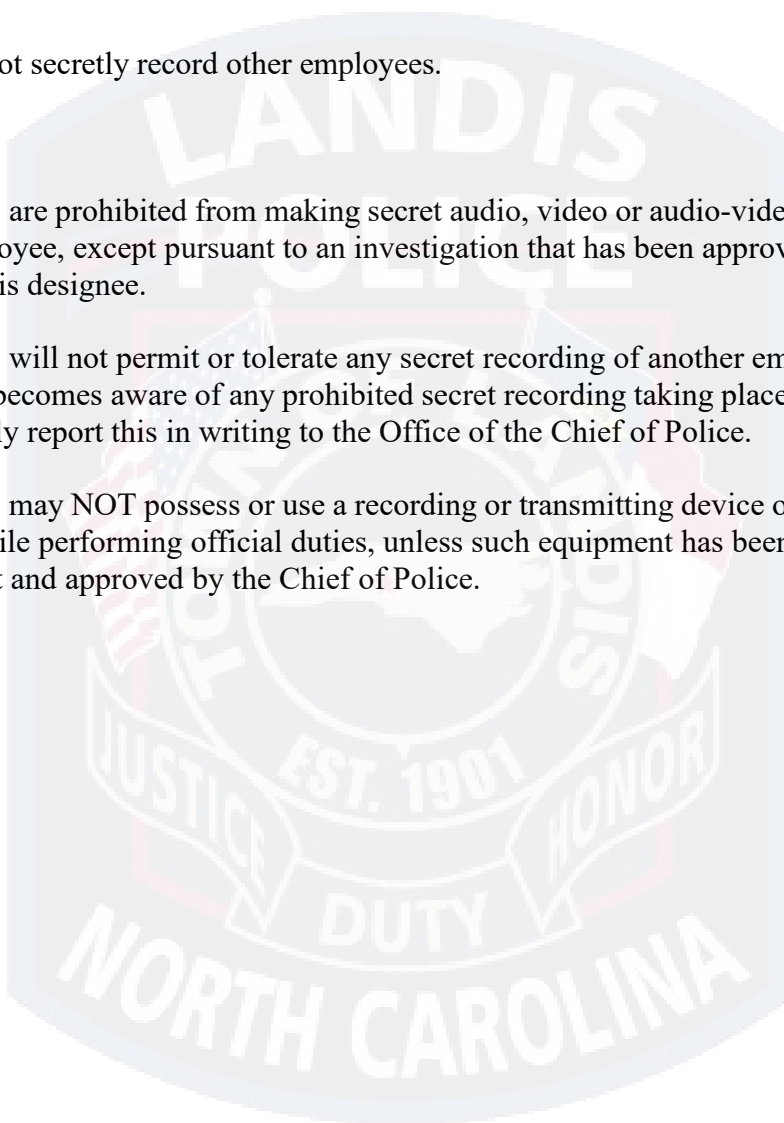 ot secretly record other employees.
LANDIS
are prohibited from making secret audio, video or audio-vide
POLICE
oyee, except pursuant to an investigation that has been approv
is designee.
will not permit or tolerate any secret recording of another em
becomes aware of any prohibited secret recording taking place
ly report this in writing to the Office of the Chief of Police.
may NOT possess or use a recording or transmitting device o
ile performing official duties, unless such equipment has been
t and approved by the Chief of Police.
TOWN OF LANDIS
EST. 1901
JUSTICE
DUTY
HONOR
NORTH CAROLINA